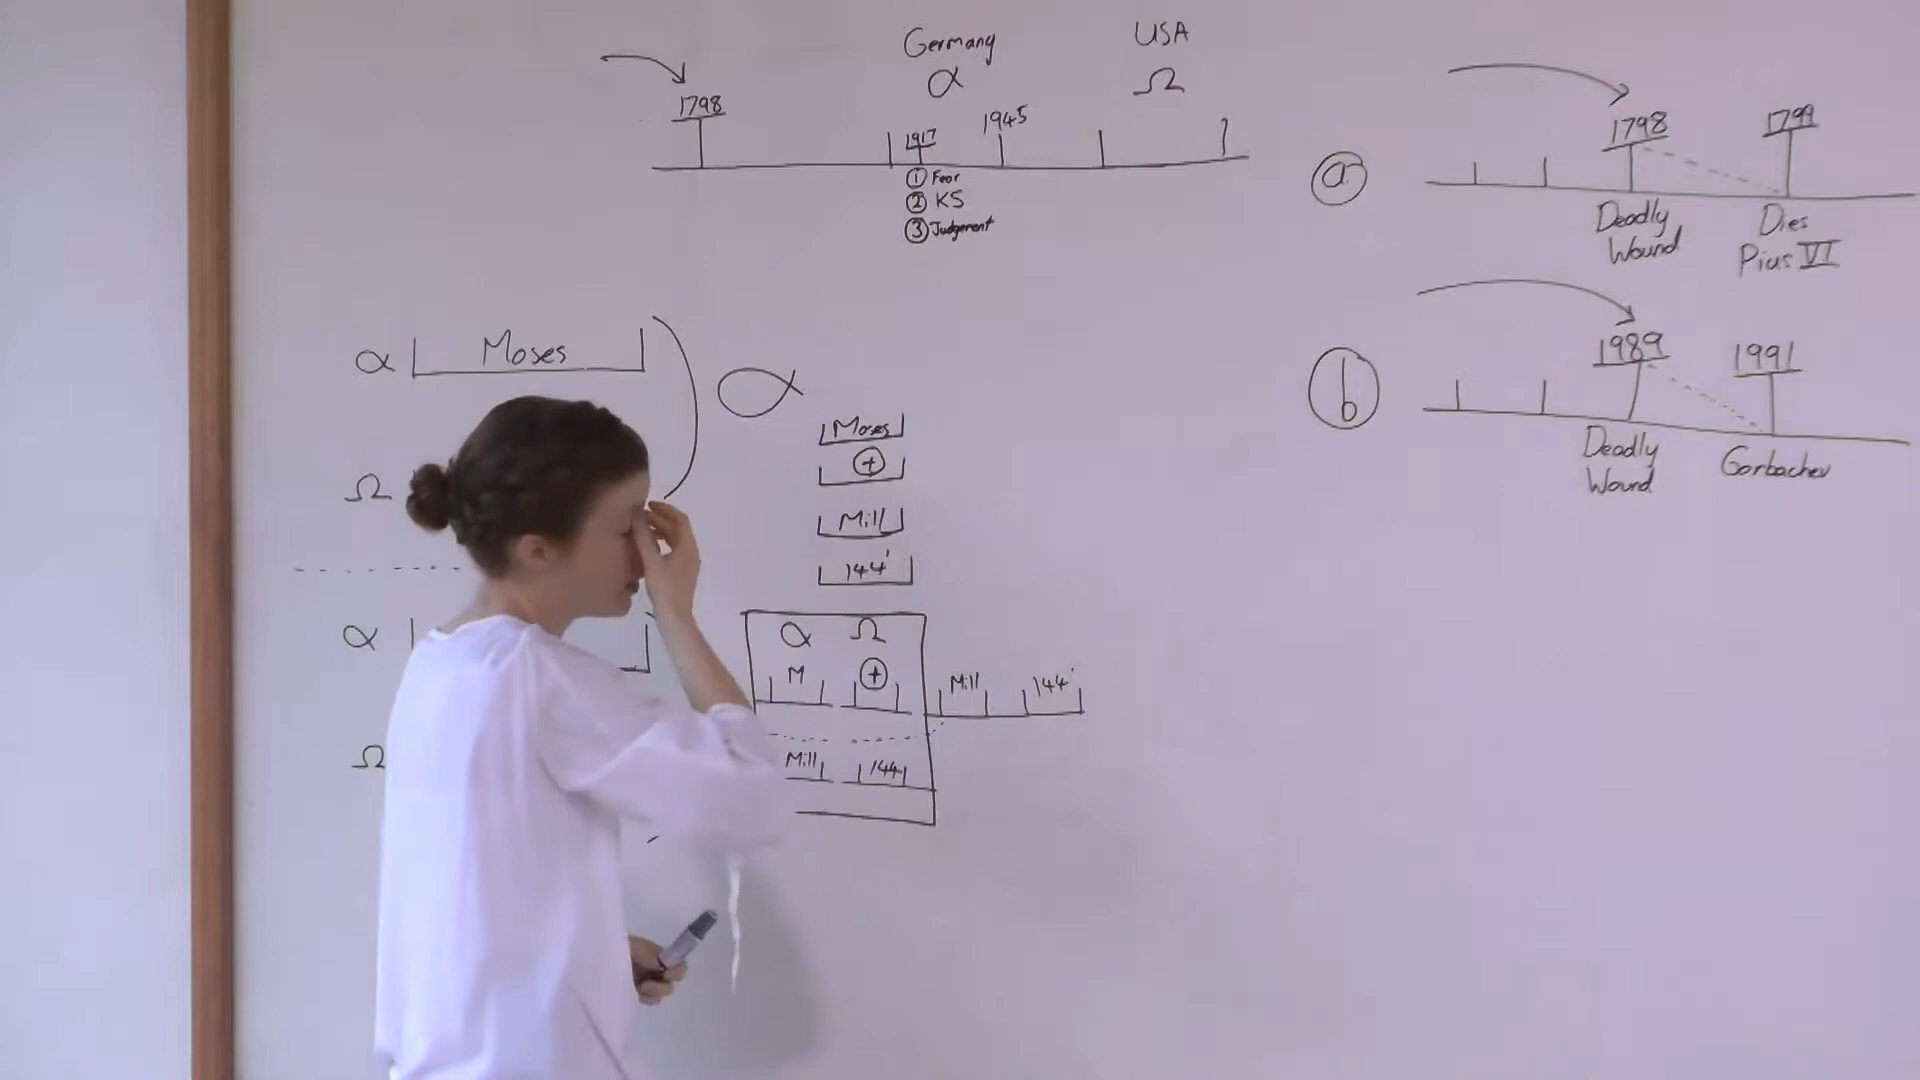 Germany
α
USA
Ω
1798
1917
1945
① Fear
② KS
③ Judgement
α Moses
Ω
α
Ω
α
Moses
+
Mill
144'
α Ω
M + Mill 144'
Mill 144
a
1798 1799
Deadly Wound
Dies Pius VI
b
1989 1991
Deadly Wound
Gorbachev